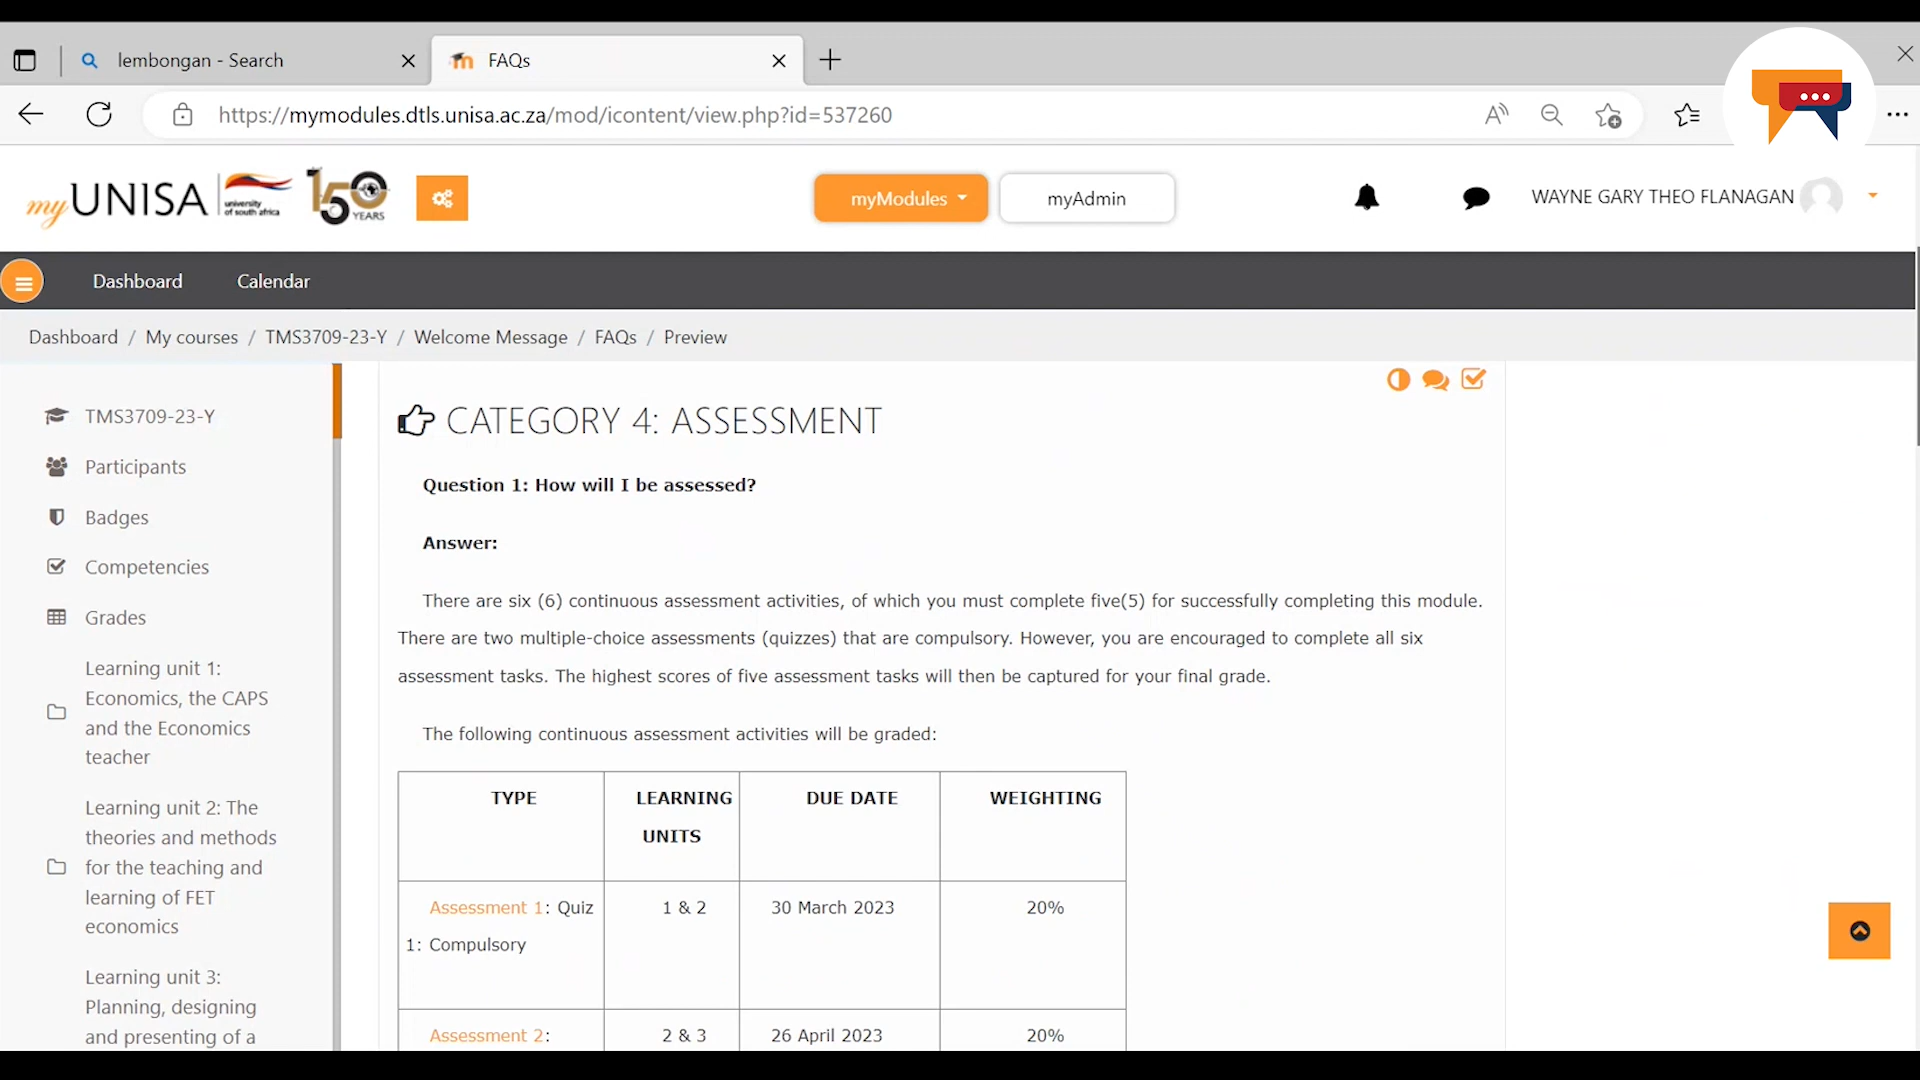 lembongan - Search
FAQs
https://mymodules.dtls.unisa.ac.za/mod/icontent/view.php?id=537260
my UNISA university of south africa 150 YEARS
myModules
myAdmin
WAYNE GARY THEO FLANAGAN
Dashboard
Calendar
Dashboard / My courses / TMS3709-23-Y / Welcome Message / FAQs / Preview
TMS3709-23-Y
Participants
Badges
Competencies
Grades
Learning unit 1:
Economics, the CAPS
and the Economics
teacher
Learning unit 2: The
theories and methods
for the teaching and
learning of FET
economics
Learning unit 3:
Planning, designing
and presenting of a
CATEGORY 4: ASSESSMENT
Question 1: How will I be assessed?
Answer:
There are six (6) continuous assessment activities, of which you must complete five(5) for successfully completing this module.
There are two multiple-choice assessments (quizzes) that are compulsory. However, you are encouraged to complete all six
assessment tasks. The highest scores of five assessment tasks will then be captured for your final grade.
The following continuous assessment activities will be graded:
TYPE
LEARNING
UNITS
DUE DATE
WEIGHTING
Assessment 1: Quiz
1: Compulsory
1 & 2
30 March 2023
20%
Assessment 2:
2 & 3
26 April 2023
20%